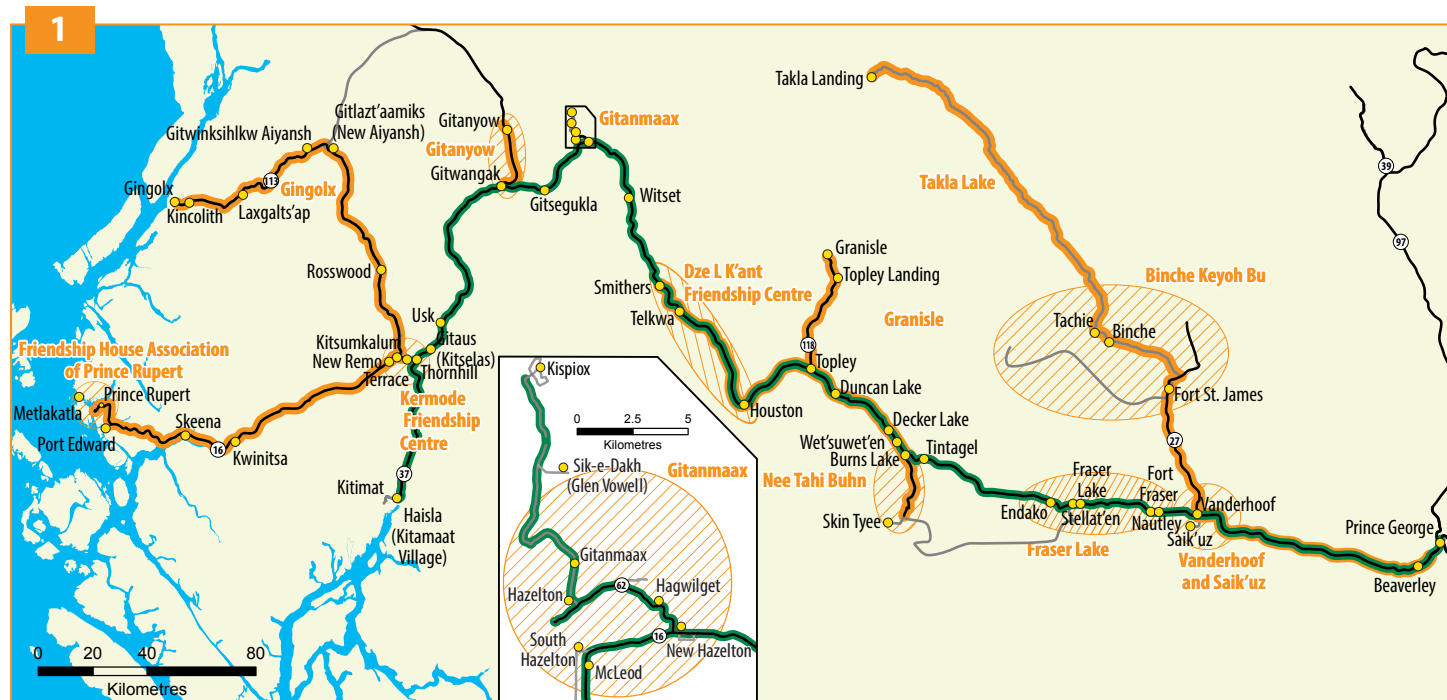 1
Takla Landing
Gitlazt'aamiks
(New Aiyansh)
Gitwinksihlkw Aiyansh
Gitanyow
Gitanyow
Gitanmaax
Gitwangak
Gitsegukla
Witset
Gingolx
Kincolith
113
Gingolx
Laxgalts'ap
Takla Lake
39
97
Rosswood
Granisle
Topley Landing
Dze L K'ant
Friendship Centre
Smithers
Telkwa
Binche Keyoh Bu
Usk
Granisle
Tachie
Binche
Kitsumkalum
New Remo
Terrace
Gitaus
(Kitselas)
Thornhill
118
Topley
Friendship House Association
of Prince Rupert
Prince Rupert
Metlakatla
Port Edward
Skeena
16
Kwinitsa
Kermode
Friendship
Centre
Houston
Duncan Lake
Fort St. James
Decker Lake
Wet'suwet'en
Burns Lake
Tintagel
27
37
Kitimat
Haisla
(Kitamaat
Village)
Nee Tahi Buhn
Skin Tyee
Endako
Fraser
Lake
Stellat'en
Fort
Fraser
Nautley
Vanderhoof
Saik'uz
Fraser Lake
Vanderhoof
and Saik'uz
Prince George
Beaverley
Kispiox
0 2.5 5
Kilometres
Sik-e-Dakh
(Glen Vowell)
Gitanmaax
Gitanmaax
62
Hagwilget
Hazelton
South
Hazelton
16
New Hazelton
McLeod
0 20 40 80
Kilometres